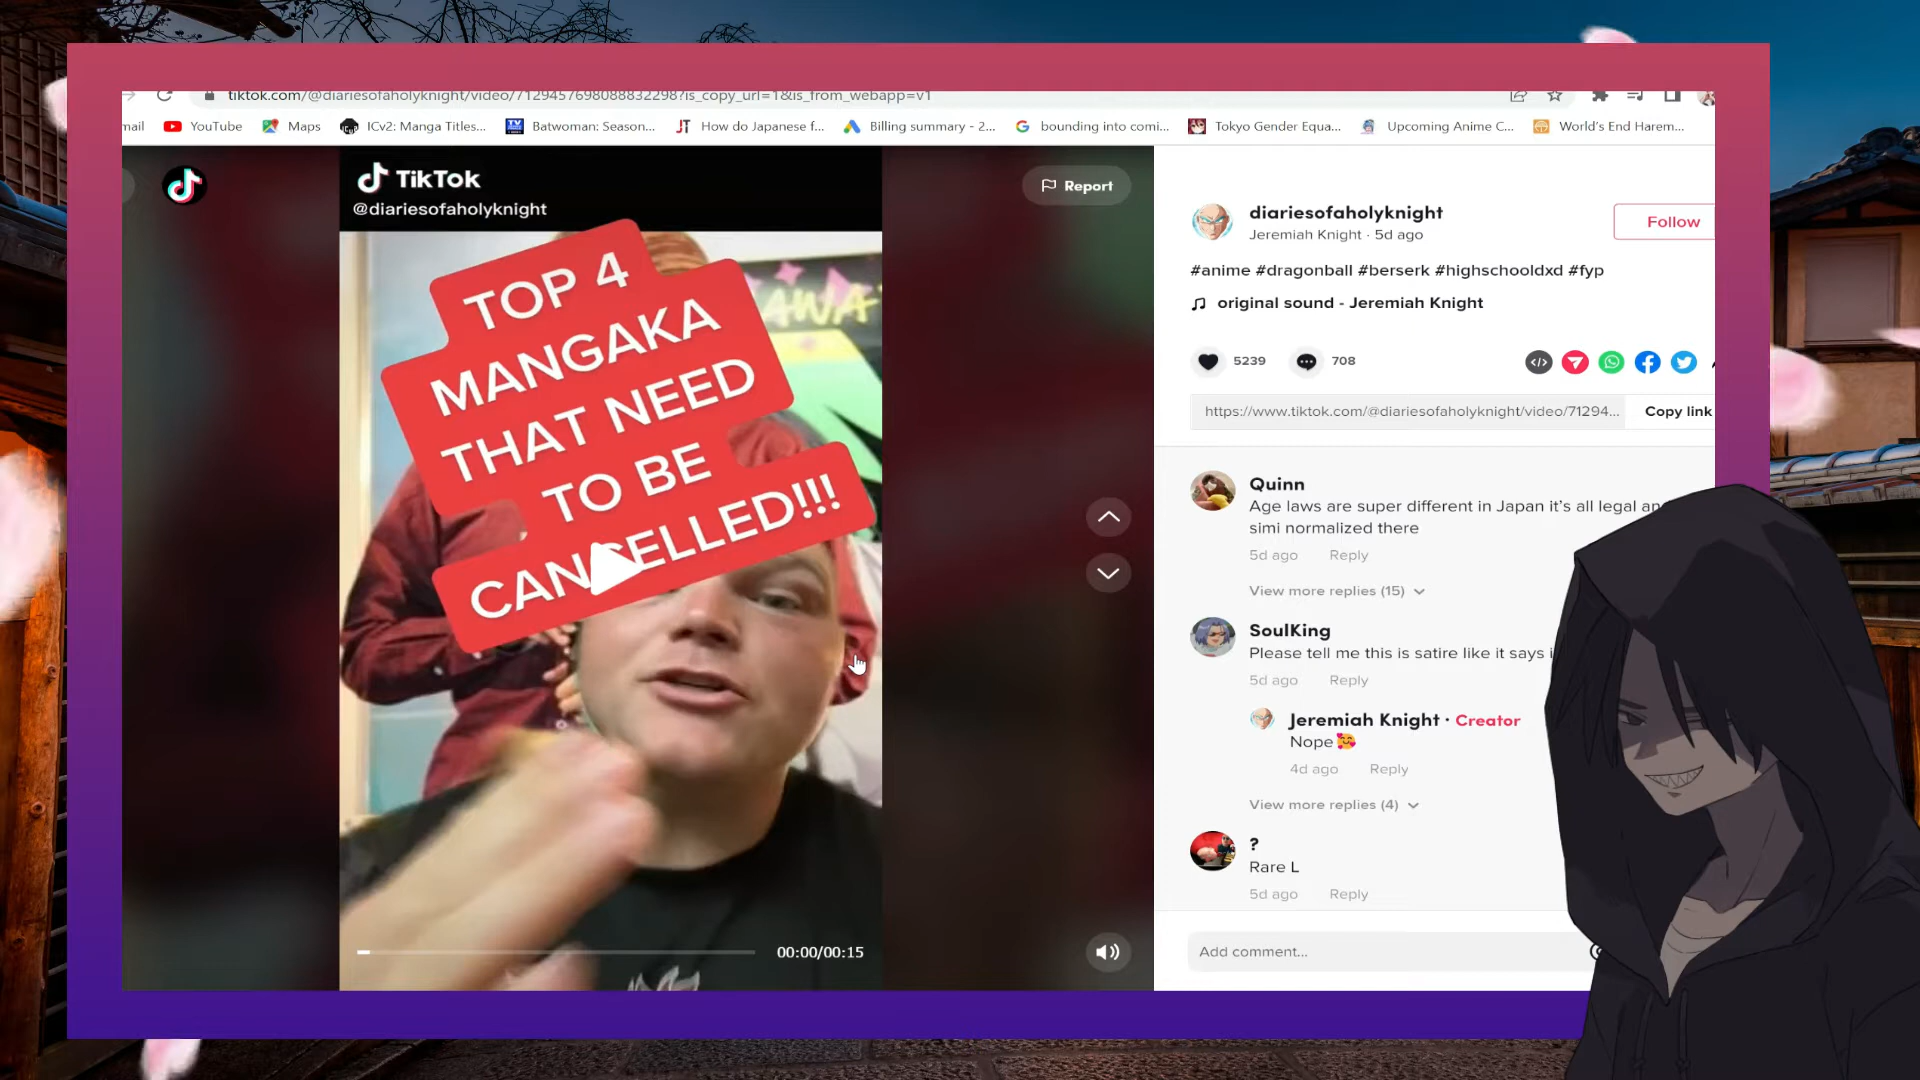 tiktok.com/@diariesofaholyknight/video/7129457698088832298?is_copy_url=1&is_from_webapp=v1
mail YouTube Maps ICv2: Manga Titles... Batwoman: Season... How do Japanese f... Billing summary - 2... bounding into comi... Tokyo Gender Equa... Upcoming Anime C... World's End Harem...
TikTok
@diariesofaholyknight
Report
TOP 4
MANGAKA
THAT NEED
TO BE
CANCELLED!!!
00:00/00:15
diariesofaholyknight
Jeremiah Knight · 5d ago
Follow
#anime #dragonball #berserk #highschooldxd #fyp
original sound - Jeremiah Knight
5239 708
https://www.tiktok.com/@diariesofaholyknight/video/71294... Copy link
Quinn
Age laws are super different in Japan it's all legal an
simi normalized there
5d ago Reply
View more replies (15)
SoulKing
Please tell me this is satire like it says i
5d ago Reply
Jeremiah Knight · Creator
Nope
4d ago Reply
View more replies (4)
?
Rare L
5d ago Reply
Add comment...